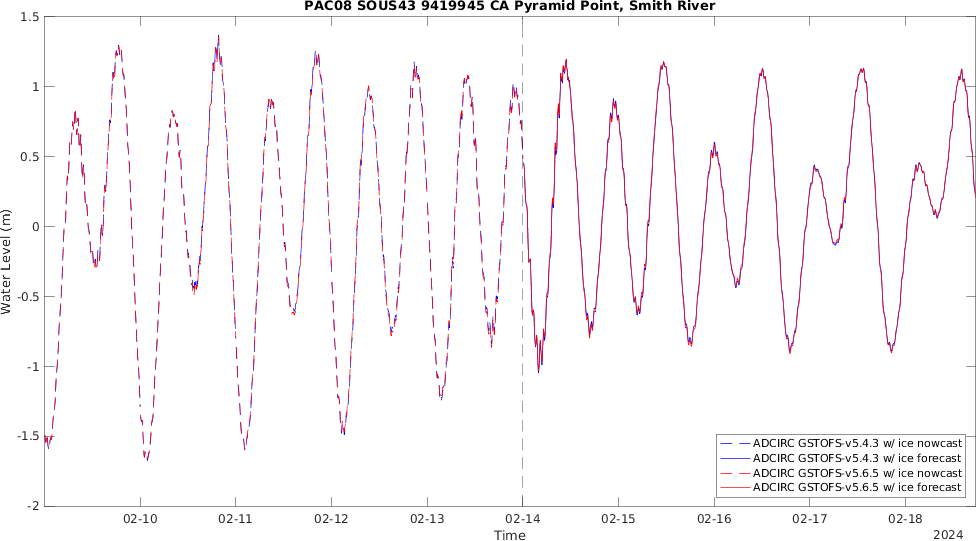 PAC08 SOUS43 9419945 CA Pyramid Point, Smith River
1.5
1
0.5
0
-0.5
-1
-1.5
-2
Water Level (m)
ADCIRC GSTOFS-v5.4.3 w/ ice nowcast
ADCIRC GSTOFS-v5.4.3 w/ ice forecast
ADCIRC GSTOFS-v5.6.5 w/ ice nowcast
ADCIRC GSTOFS-v5.6.5 w/ ice forecast
02-10 02-11 02-12 02-13 02-14 02-15 02-16 02-17 02-18
Time
2024